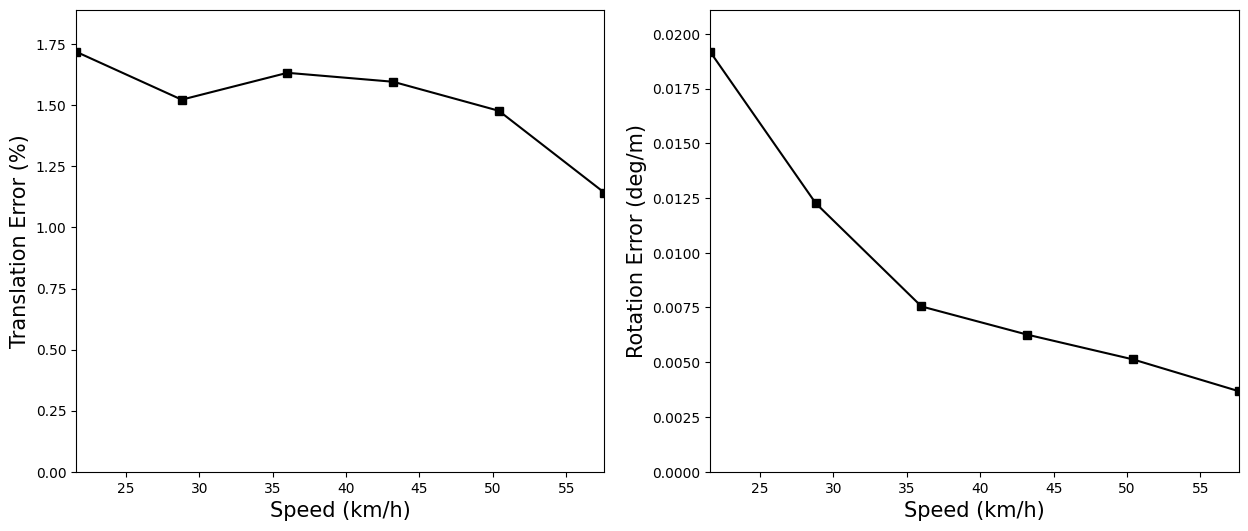 Translation Error (%)
1.75
1.50
1.25
1.00
0.75
0.50
0.25
0.00
25 30 35 40 45 50 55
Speed (km/h)
Rotation Error (deg/m)
0.0200
0.0175
0.0150
0.0125
0.0100
0.0075
0.0050
0.0025
0.0000
25 30 35 40 45 50 55
Speed (km/h)